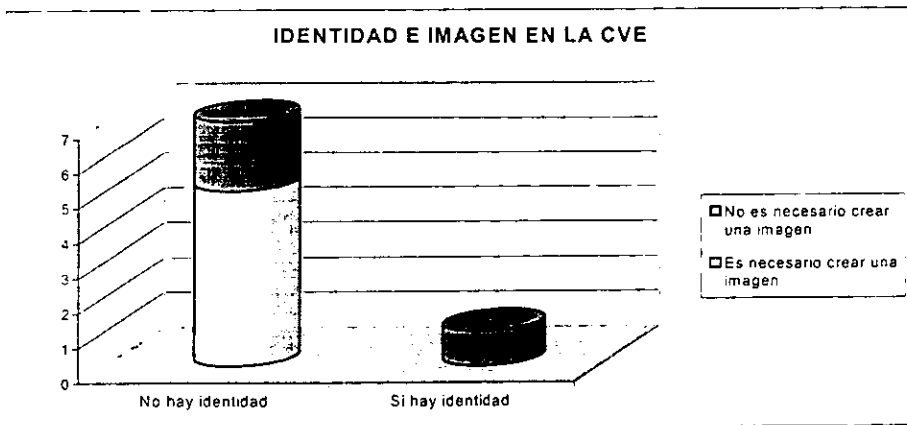 IDENTIDAD E IMAGEN EN LA CVE
7
6
5
4
3
2
1
0
No hay identidad
Si hay identidad
No es necesario crear
una imagen
Es necesario crear una
imagen